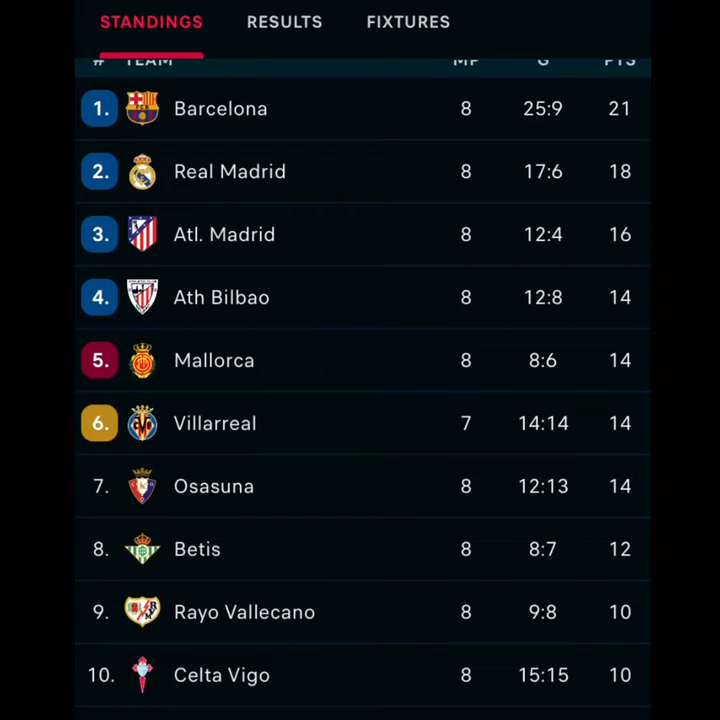 STANDINGS RESULTS FIXTURES
# TEAM MP G PTS
1. Barcelona 8 25:9 21
2. Real Madrid 8 17:6 18
3. Atl. Madrid 8 12:4 16
4. Ath Bilbao 8 12:8 14
5. Mallorca 8 8:6 14
6. Villarreal 7 14:14 14
7. Osasuna 8 12:13 14
8. Betis 8 8:7 12
9. Rayo Vallecano 8 9:8 10
10. Celta Vigo 8 15:15 10